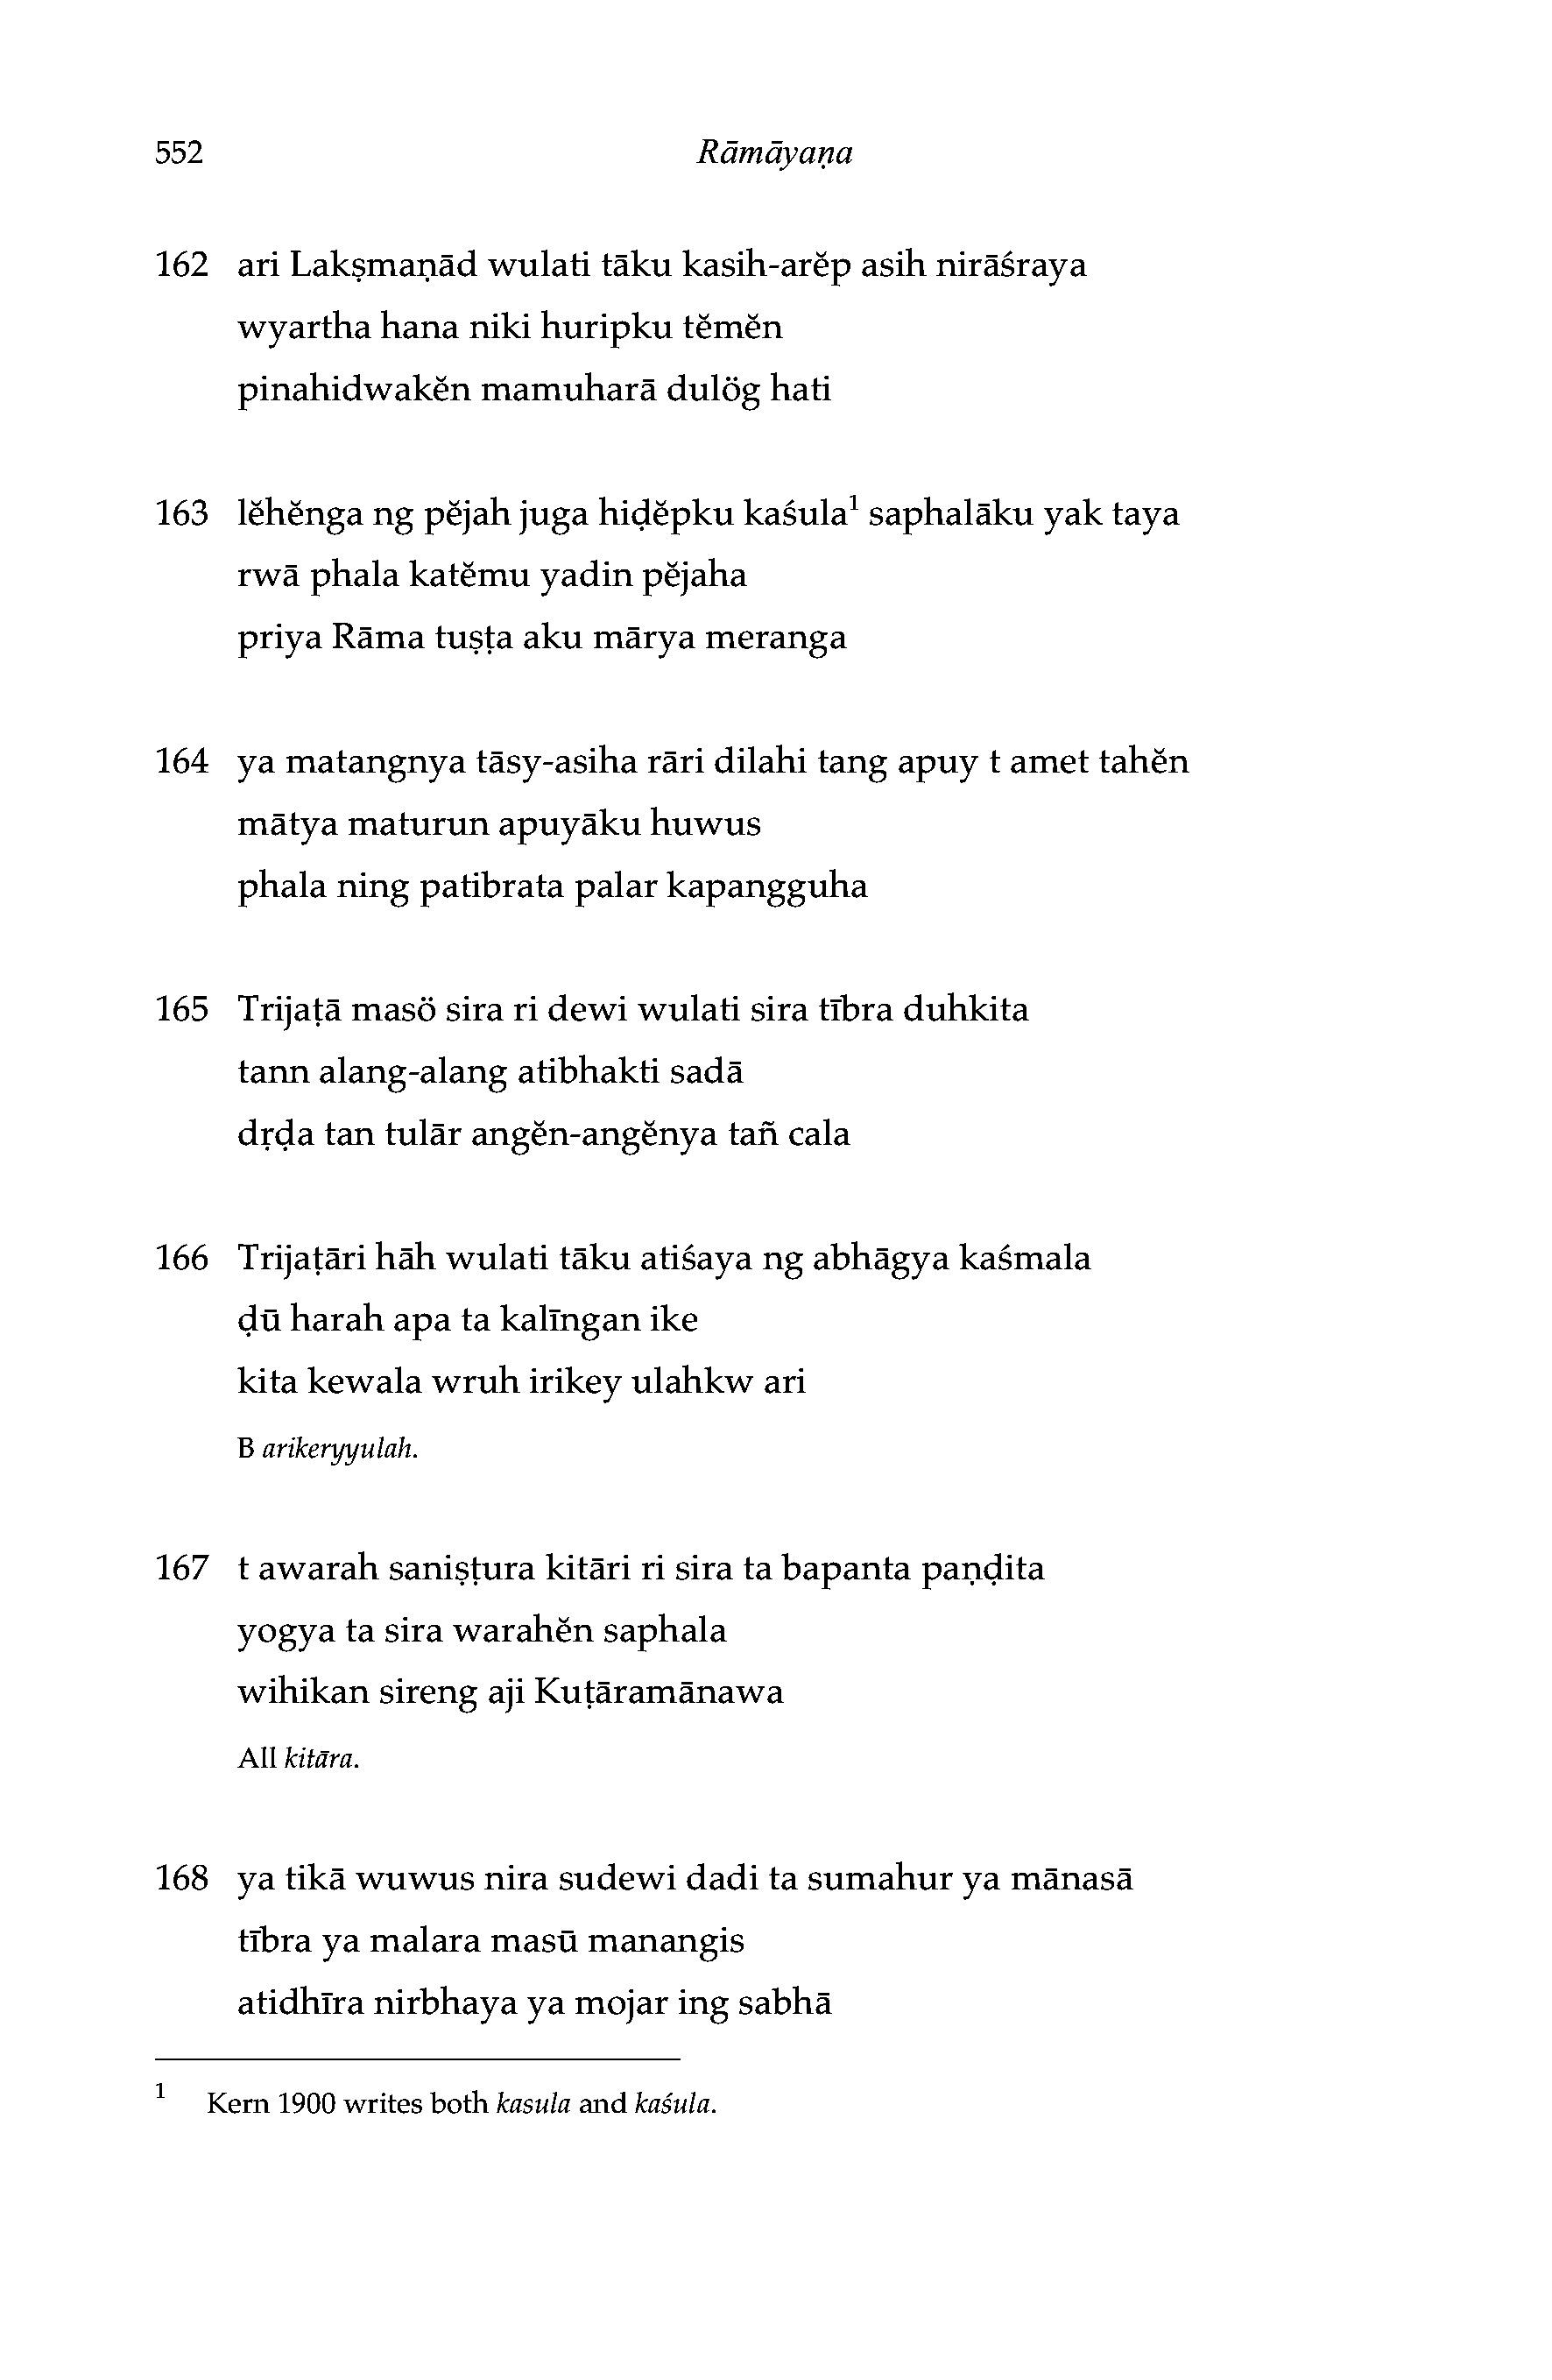 552 Rāmāyaṇa
162 ari Lakṣmaṇād wulati tāku kasih-arĕp asih nirāśraya
wyartha hana niki huripku tĕmĕn
pinahidwakĕn mamuharā dulög hati
163 lĕhĕnga ng pĕjah juga hiḍĕpku kaśula¹ saphalāku yak taya
rwā phala katĕmu yadin pĕjaha
priya Rāma tuṣṭa aku mārya meranga
164 ya matangnya tāsy-asiha rāri dilahi tang apuy t amet tahĕn
mātya maturun apuyāku huwus
phala ning patibrata palar kapangguha
165 Trijaṭā masö sira ri dewi wulati sira tībra duhkita
tann alang-alang atibhakti sadā
dṛḍa tan tulār angĕn-angĕnya tañ cala
166 Trijaṭāri hāh wulati tāku atiśaya ng abhāgya kaśmala
ḍū harah apa ta kalīngan ike
kita kewala wruh irikey ulahkw ari
B arikeryyulah.
167 t awarah saniṣṭura kitāri ri sira ta bapanta paṇḍita
yogya ta sira warahĕn saphala
wihikan sireng aji Kuṭāramānawa
All kitāra.
168 ya tikā wuwus nira sudewi dadi ta sumahur ya mānasā
tībra ya malara masū manangis
atidhīra nirbhaya ya mojar ing sabhā
1 Kern 1900 writes both kasula and kaśula.